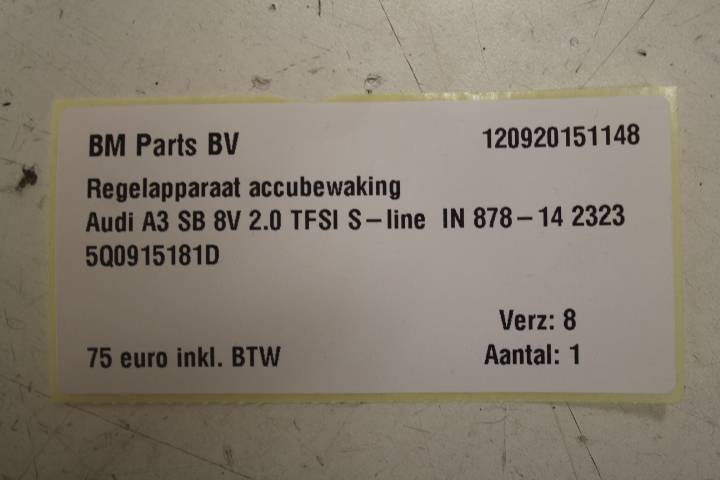 BM Parts BV 120920151148
Regelapparaat accubewaking
Audi A3 SB 8V 2.0 TFSI S-line IN 878-14 2323
5Q0915181D
Verz: 8
75 euro inkl. BTW Aantal: 1